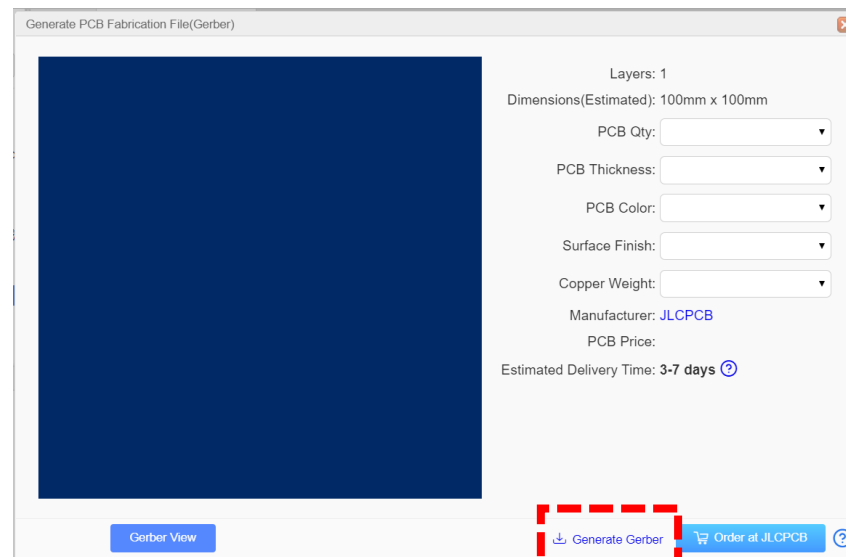 Generate PCB Fabrication File(Gerber)
Layers: 1
Dimensions(Estimated): 100mm x 100mm
PCB Qty:
PCB Thickness:
PCB Color:
Surface Finish:
Copper Weight:
Manufacturer: JLCPCB
PCB Price:
Estimated Delivery Time: 3-7 days ?
Gerber View
Generate Gerber
Order at JLCPCB
?